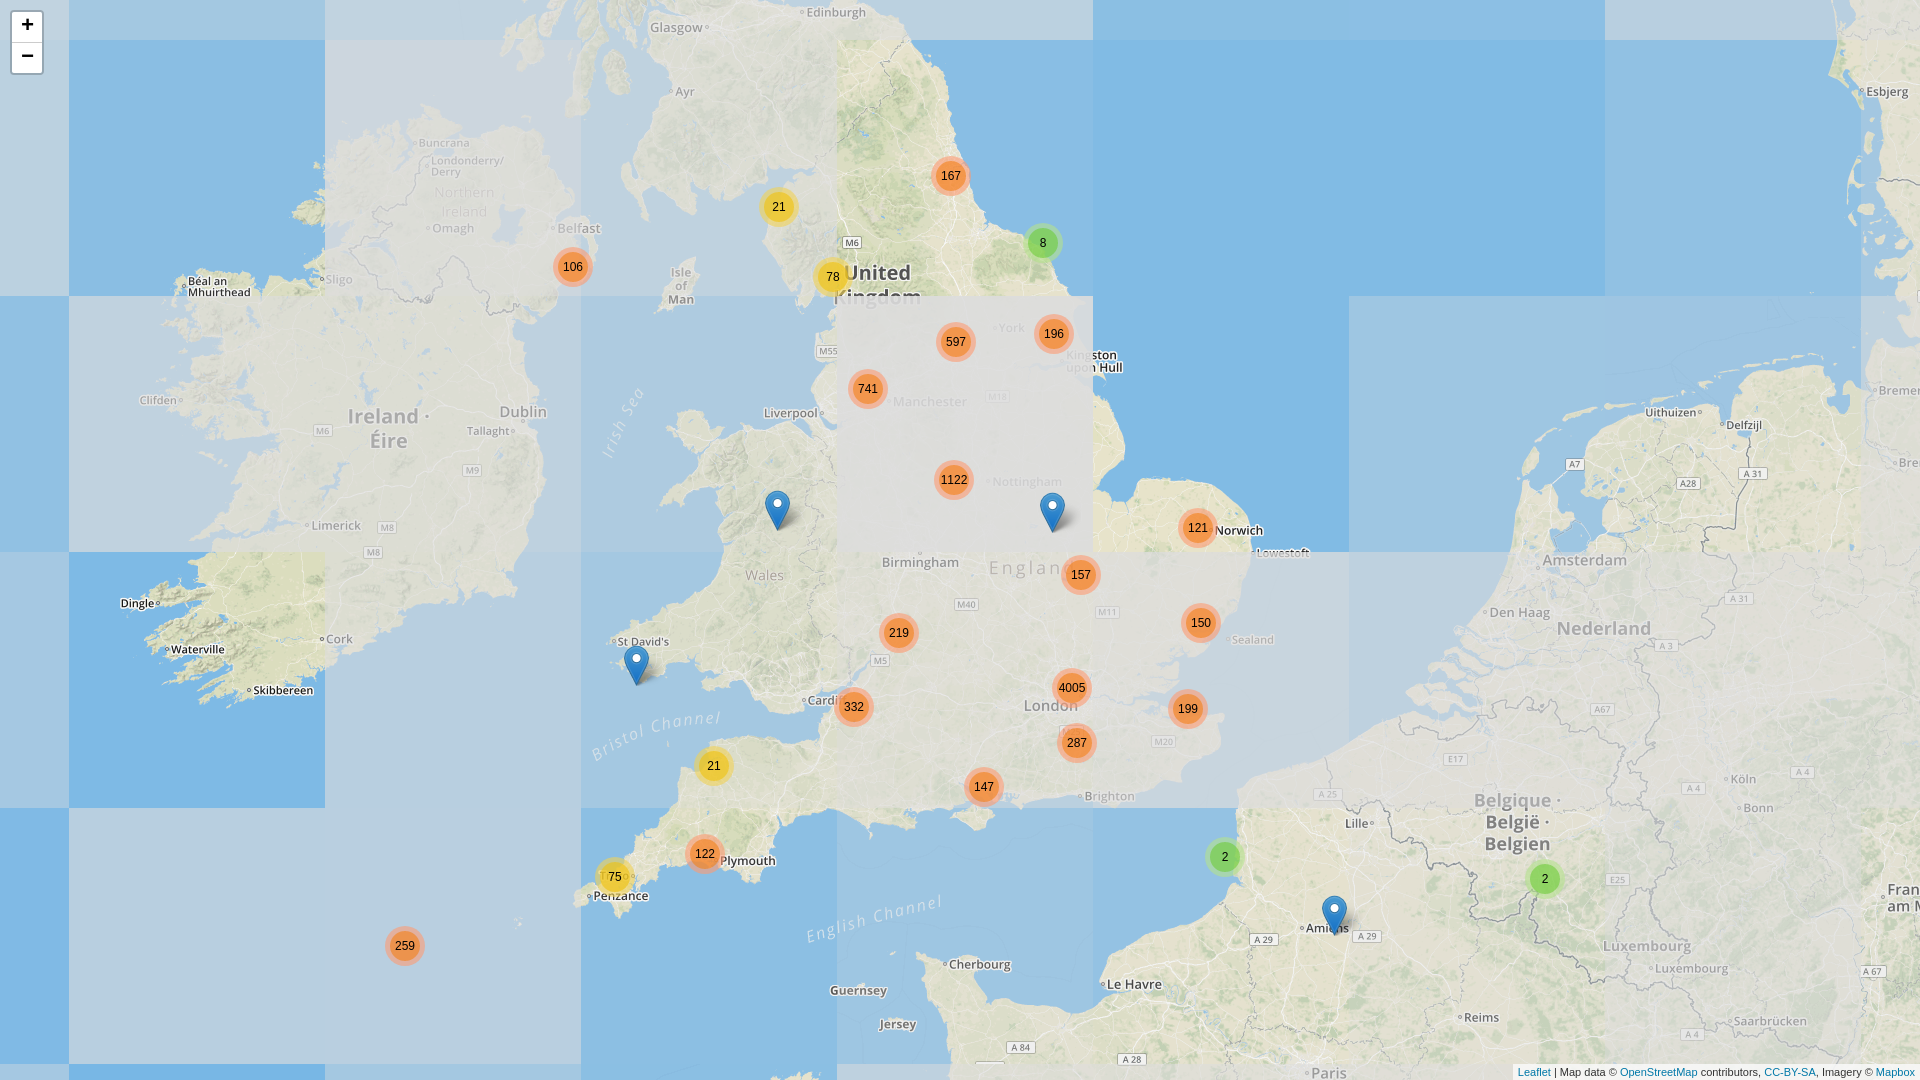 +
−
Glasgow
Edinburgh
Ayr
Esbjerg
Buncrana
Londonderry/
Derry
Northern
Ireland
Omagh
Belfast
167
21
8
M6
106
78
United
Kingdom
Isle
of
Man
Sligo
Béal an
Mhuirthead
597
York
196
M55
Kingston
upon Hull
741
Manchester
M18
Clifden
Ireland ·
Éire
Dublin
Tallaght
M6
Irish Sea
Liverpool
Uithuizen
Delfzijl
Bremer
M9
A7
A 31
A28
Bre
1122
Nottingham
Limerick
M8
M8
121
Norwich
Lowestoft
Birmingham
England
Wales
157
Amsterdam
Dingle
M40
M11
Den Haag
A 31
Nederland
Cork
219
150
Sealand
A 3
Waterville
St David's
M5
Skibbereen
4005
London
Cardiff
332
199
A67
Bristol Channel
287
M20
E17
21
147
Brighton
A 25
Köln
A 4
A 4
Bonn
Belgique ·
België ·
Belgien
Lille
122
Plymouth
2
75
Penzance
2
E25
Fran
am M
English Channel
Amiens
A 29
A 29
259
Luxembourg
Luxembourg
A 67
Cherbourg
Le Havre
Guernsey
Jersey
Reims
Saarbrücken
A 84
A 28
A 4
Paris
Leaflet | Map data © OpenStreetMap contributors, CC-BY-SA, Imagery © Mapbox